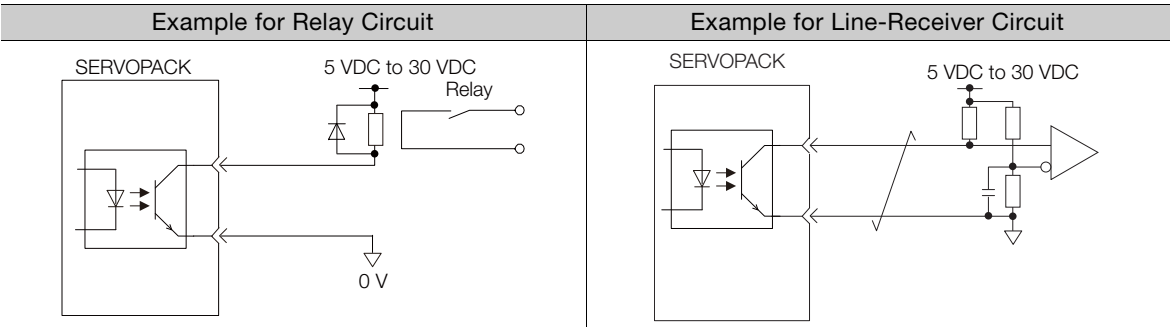 Example for Relay Circuit
Example for Line-Receiver Circuit
SERVOPACK
5 VDC to 30 VDC
Relay
0 V
SERVOPACK
5 VDC to 30 VDC